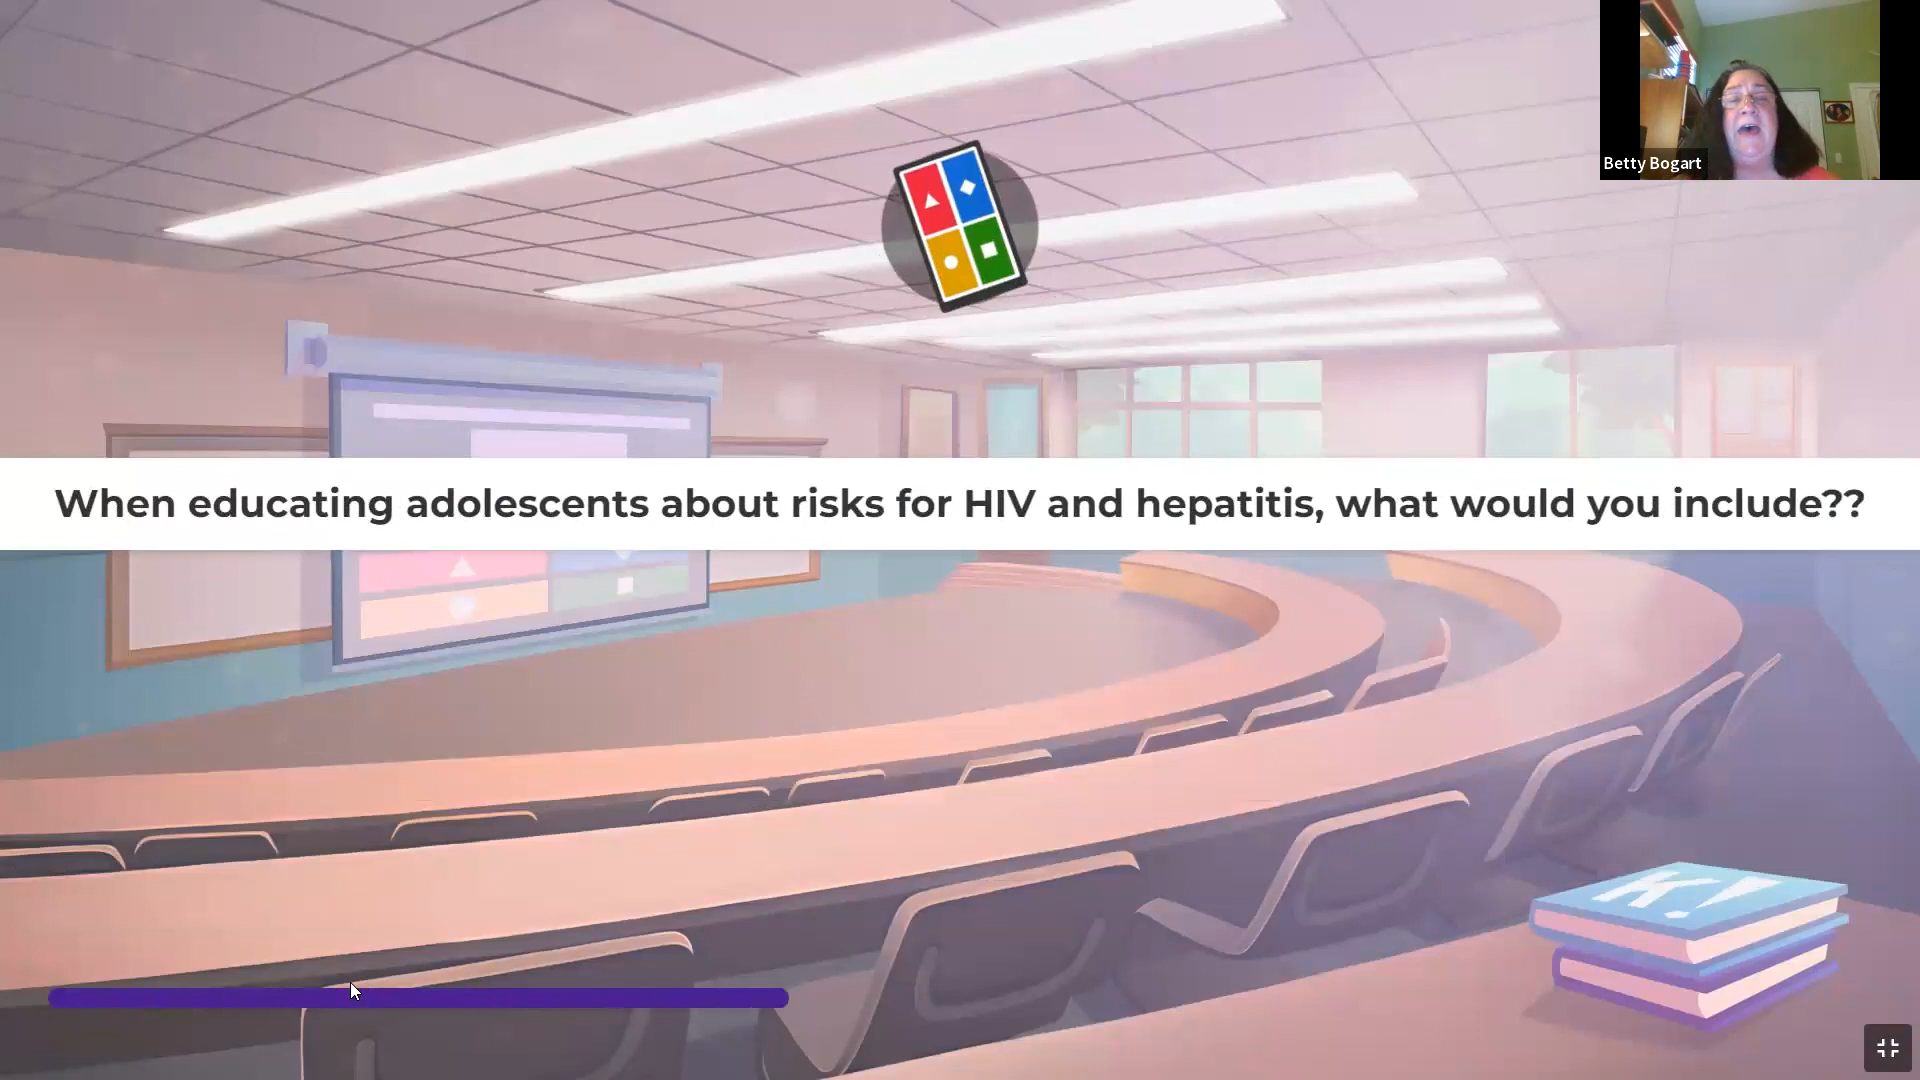 Betty Bogart
When educating adolescents about risks for HIV and hepatitis, what would you include??
K!